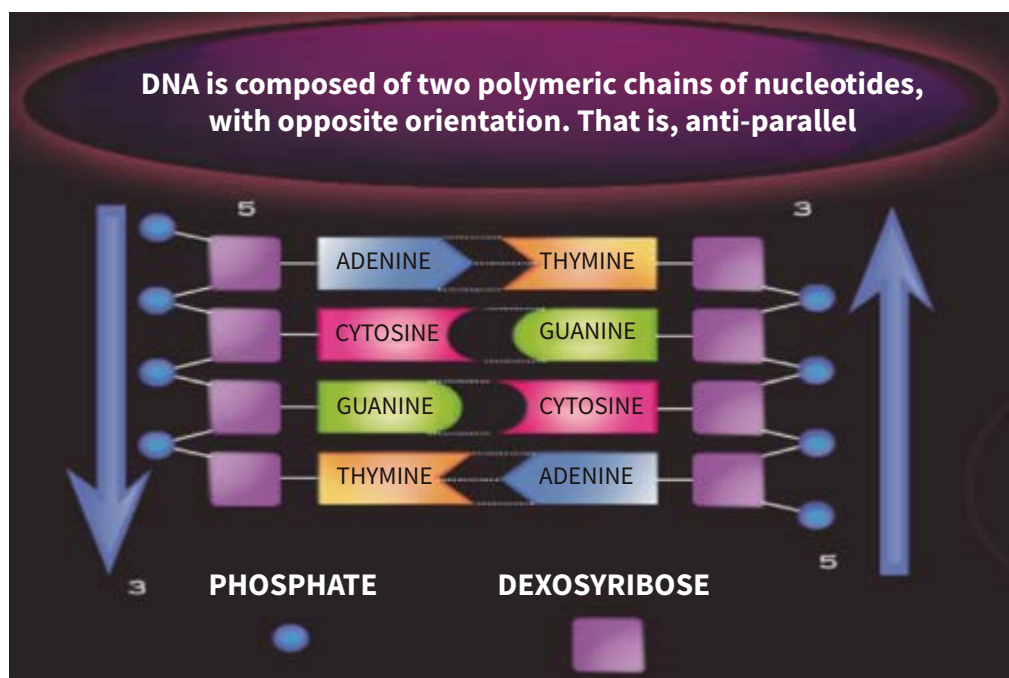 DNA is composed of two polymeric chains of nucleotides,
with opposite orientation. That is, anti-parallel
5 3
ADENINE THYMINE
CYTOSINE GUANINE
GUANINE CYTOSINE
THYMINE ADENINE
3 5
PHOSPHATE DEXOSYRIBOSE